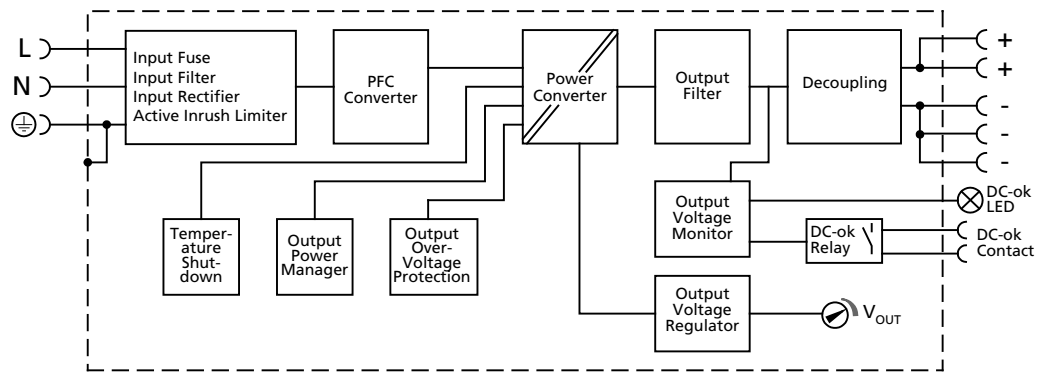 L
N
Input Fuse
Input Filter
Input Rectifier
Active Inrush Limiter
PFC
Converter
Power
Converter
Output
Filter
Decoupling
+
+
-
-
-
Temper-
ature
Shut-
down
Output
Power
Manager
Output
Over-
Voltage
Protection
Output
Voltage
Monitor
DC-ok
LED
DC-ok
Relay
DC-ok
Contact
Output
Voltage
Regulator
VOUT